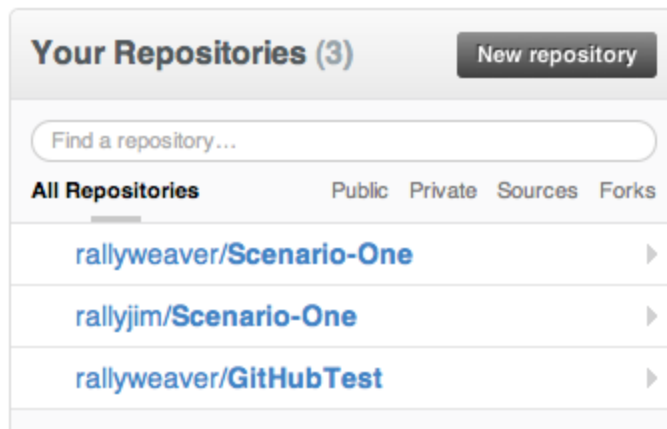 Your Repositories (3) New repository
Find a repository...
All Repositories Public Private Sources Forks
rallyweaver/Scenario-One
rallyjim/Scenario-One
rallyweaver/GitHubTest